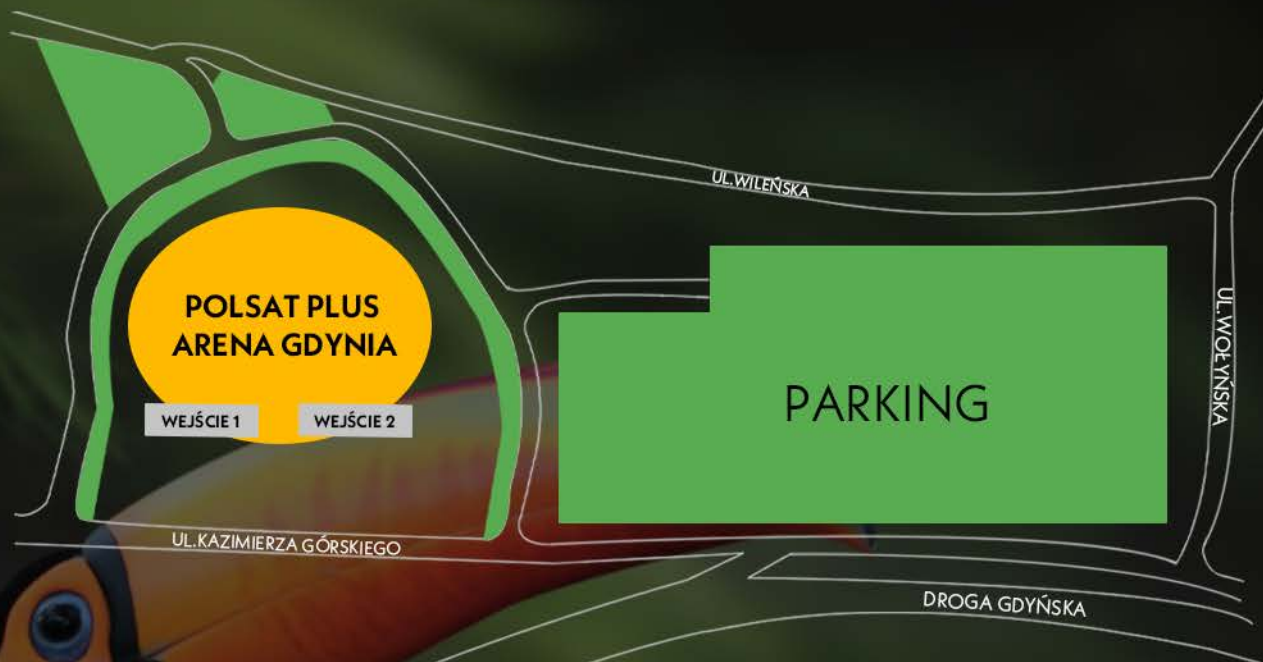 UL.WILEŃSKA
POLSAT PLUS
ARENA GDYNIA
WEJŚCIE 1
WEJŚCIE 2
PARKING
UL.WOŁYŃSKA
UL.KAZIMIERZA GÓRSKIEGO
DROGA GDYŃSKA